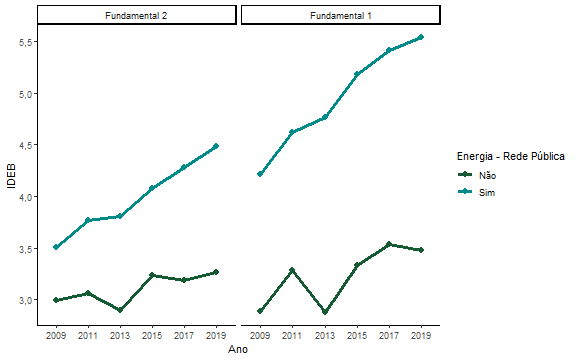 Fundamental 2
Fundamental 1
IDEB
5,5
5,0
4,5
4,0
3,5
3,0
2009 2011 2013 2015 2017 2019
2009 2011 2013 2015 2017 2019
Ano
Energia - Rede Pública
Não
Sim